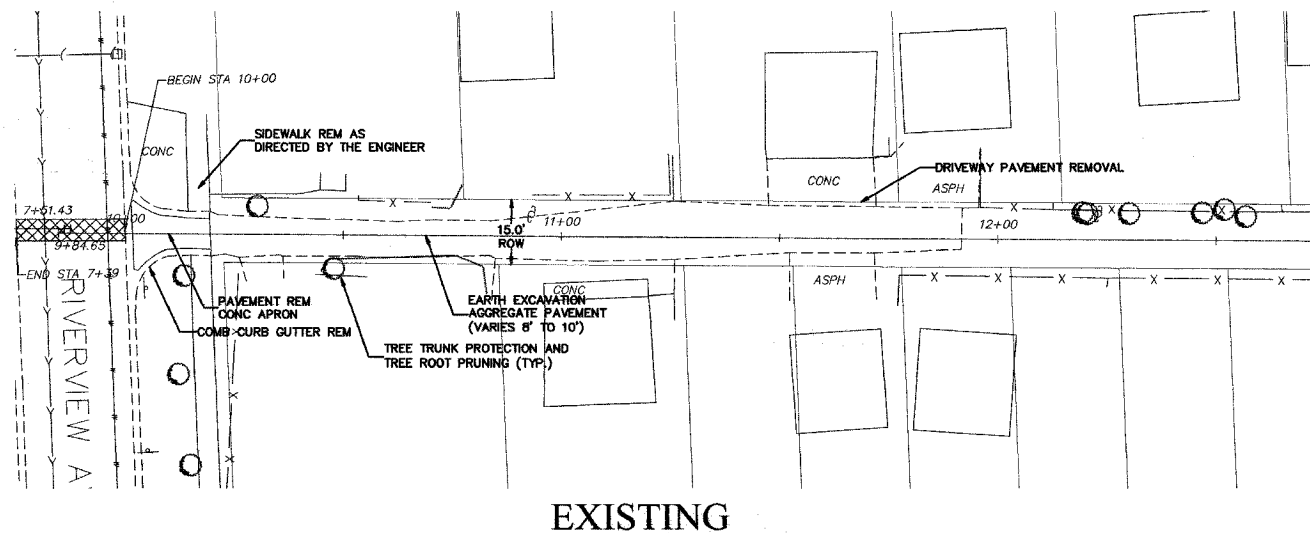 BEGIN STA 10+00
SIDEWALK REM AS
DIRECTED BY THE ENGINEER
CONC
DRIVEWAY PAVEMENT REMOVAL
CONC
ASPH
7+61.43
10+00
11+00
15.0'
ROW
12+00
9+84.65
END STA 7+39
ASPH
CONC
PAVEMENT REM
CONC APRON
EARTH EXCAVATION
AGGREGATE PAVEMENT
(VARIES 8' TO 10')
COMB CURB GUTTER REM
TREE TRUNK PROTECTION AND
TREE ROOT PRUNING (TYP.)
RIVERVIEW A
EXISTING